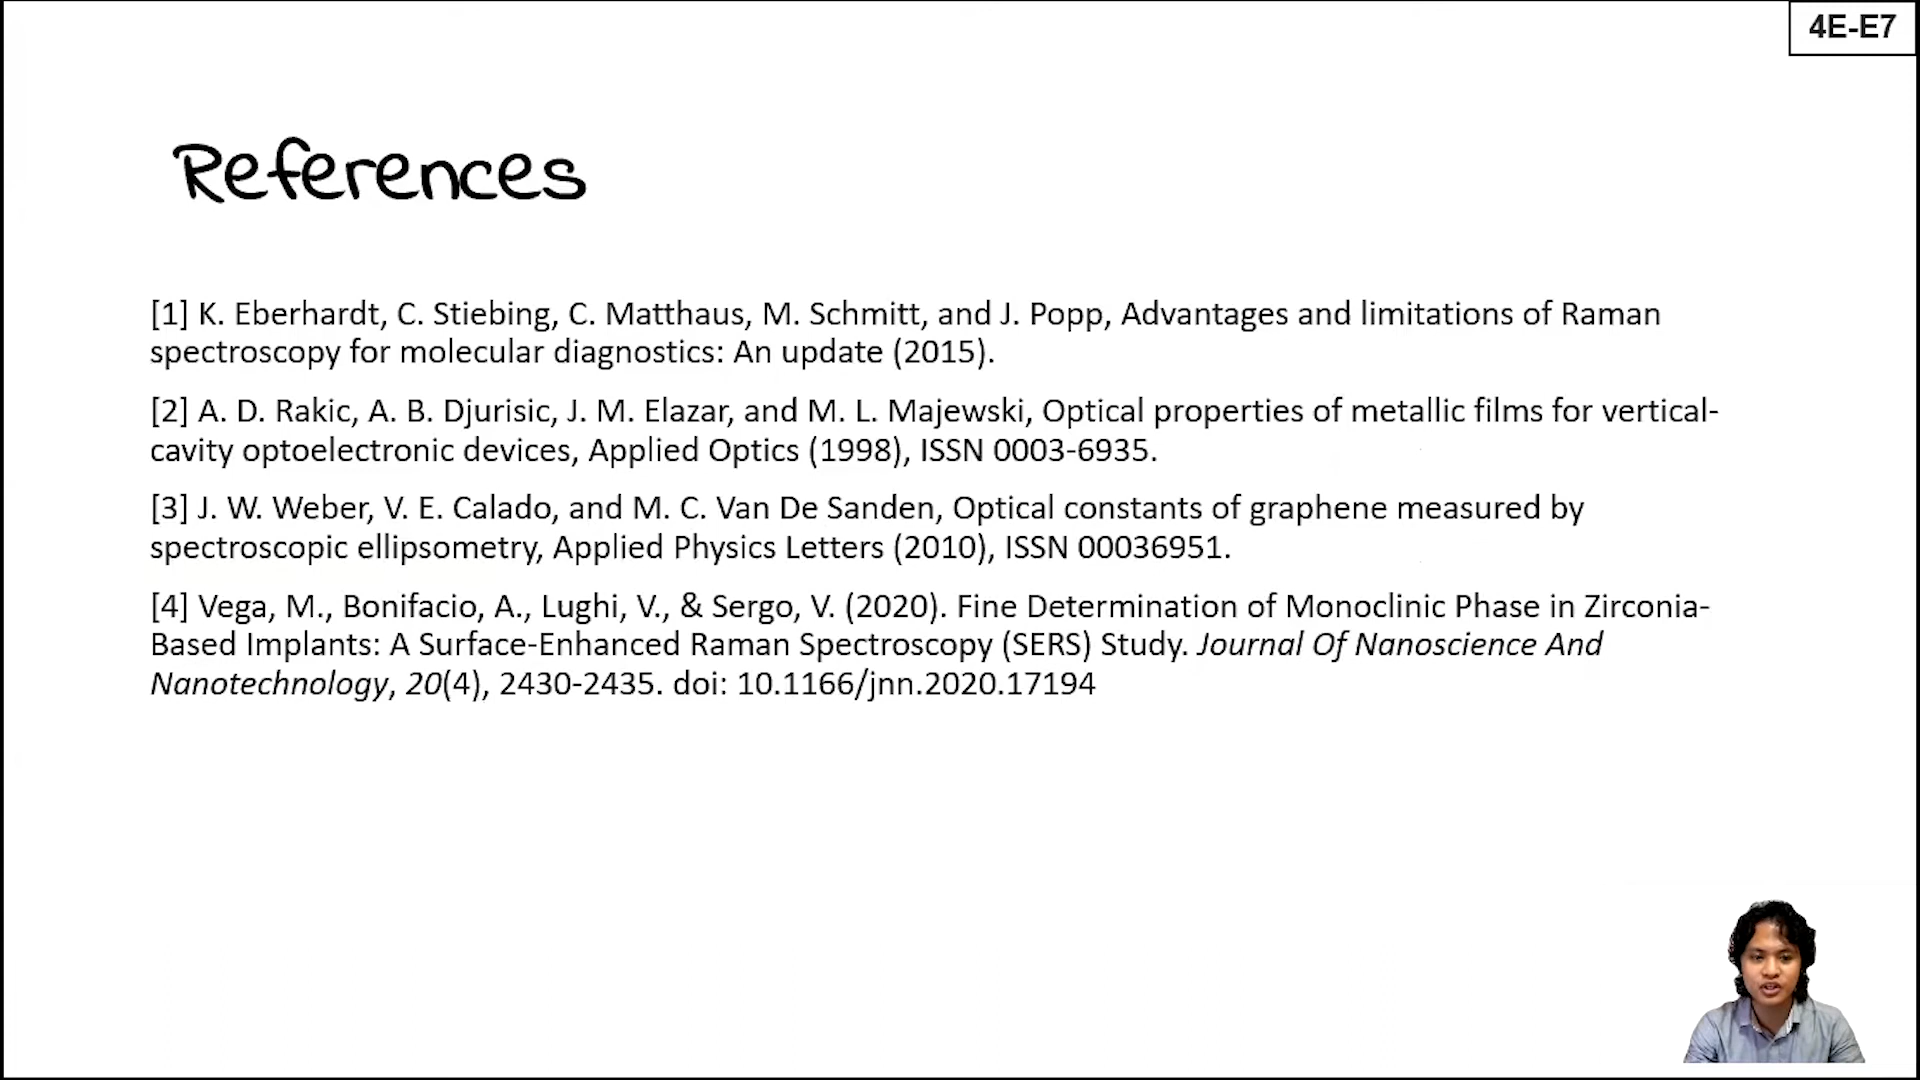 4E-E7
References
[1] K. Eberhardt, C. Stiebing, C. Matthaus, M. Schmitt, and J. Popp, Advantages and limitations of Raman
spectroscopy for molecular diagnostics: An update (2015).
[2] A. D. Rakic, A. B. Djurisic, J. M. Elazar, and M. L. Majewski, Optical properties of metallic films for vertical-
cavity optoelectronic devices, Applied Optics (1998), ISSN 0003-6935.
[3] J. W. Weber, V. E. Calado, and M. C. Van De Sanden, Optical constants of graphene measured by
spectroscopic ellipsometry, Applied Physics Letters (2010), ISSN 00036951.
[4] Vega, M., Bonifacio, A., Lughi, V., & Sergo, V. (2020). Fine Determination of Monoclinic Phase in Zirconia-
Based Implants: A Surface-Enhanced Raman Spectroscopy (SERS) Study. Journal Of Nanoscience And
Nanotechnology, 20(4), 2430-2435. doi: 10.1166/jnn.2020.17194